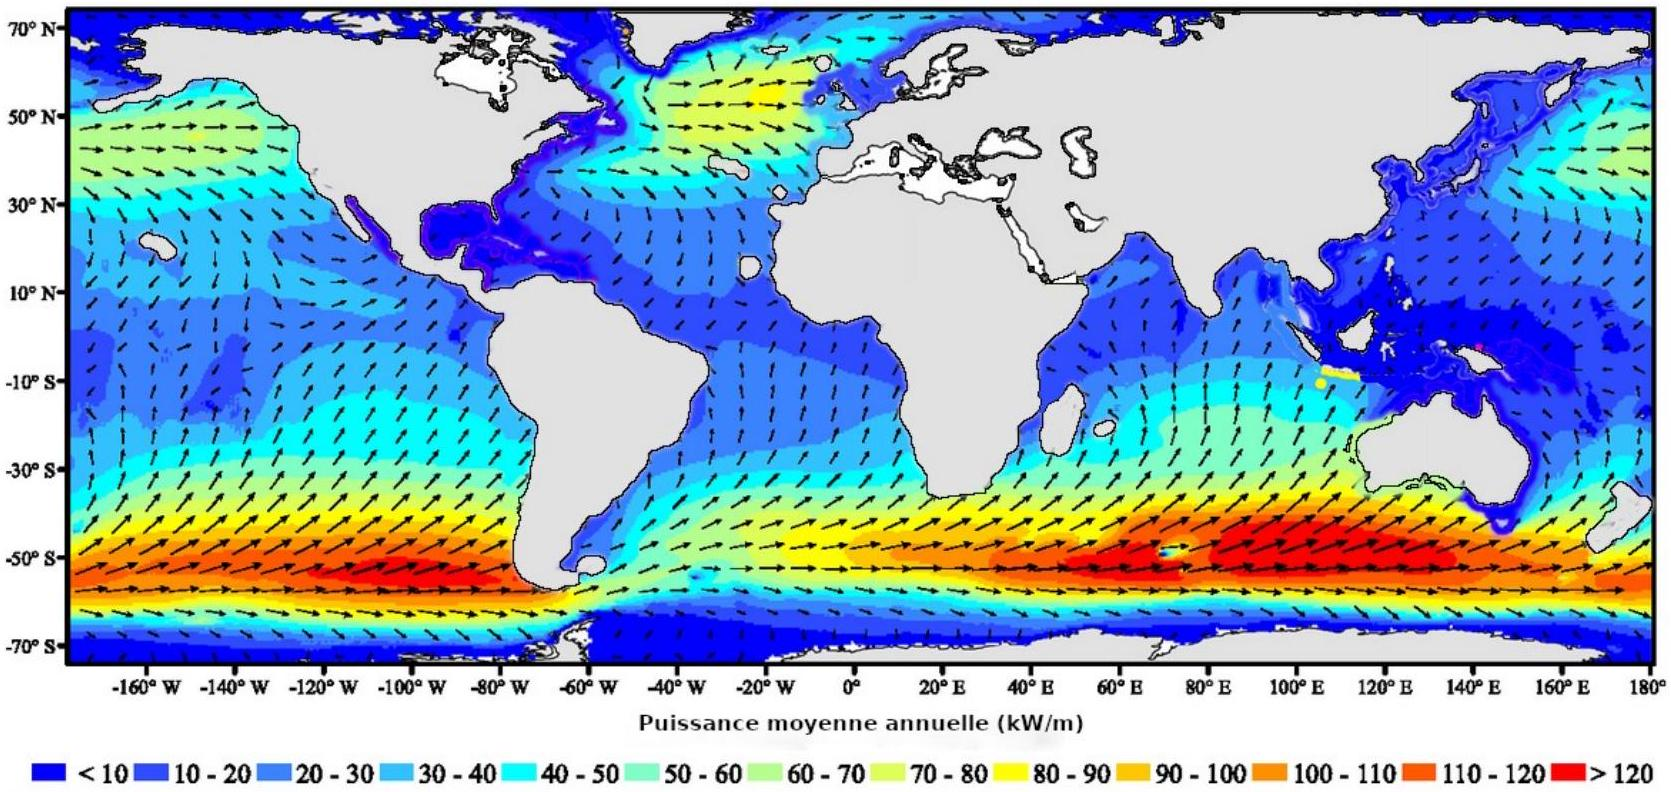 70° N
50° N
30° N
10° N
-10° S
-30° S
-50° S
-70° S
-160° W -140° W -120° W -100° W -80° W -60° W -40° W -20° W 0° 20° E 40° E 60° E 80° E 100° E 120° E 140° E 160° E 180°
Puissance moyenne annuelle (kW/m)
< 10 10 - 20 20 - 30 30 - 40 40 - 50 50 - 60 60 - 70 70 - 80 80 - 90 90 - 100 100 - 110 110 - 120 > 120